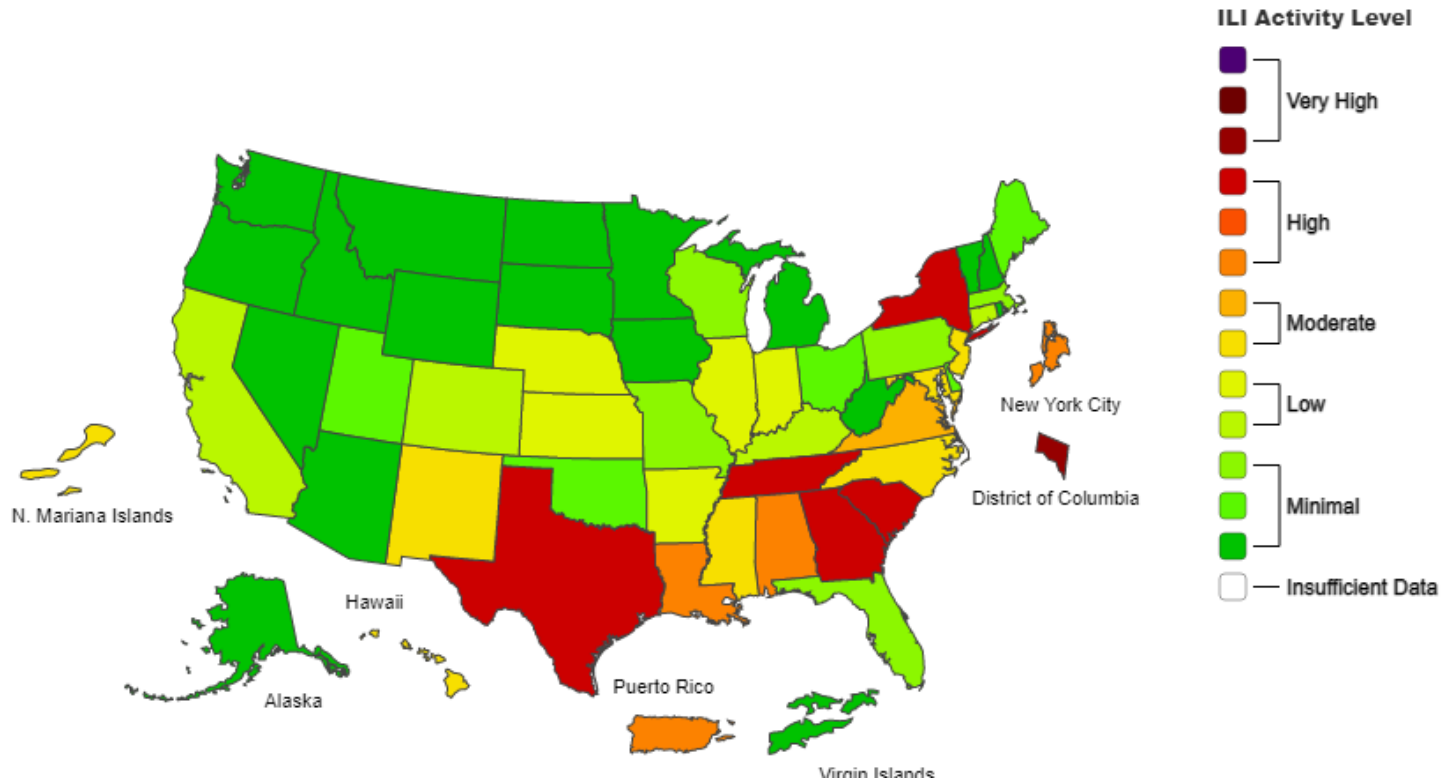 ILI Activity Level
Very High
High
Moderate
Low
Minimal
Insufficient Data
New York City
District of Columbia
N. Mariana Islands
Hawaii
Alaska
Puerto Rico
Virgin Islands